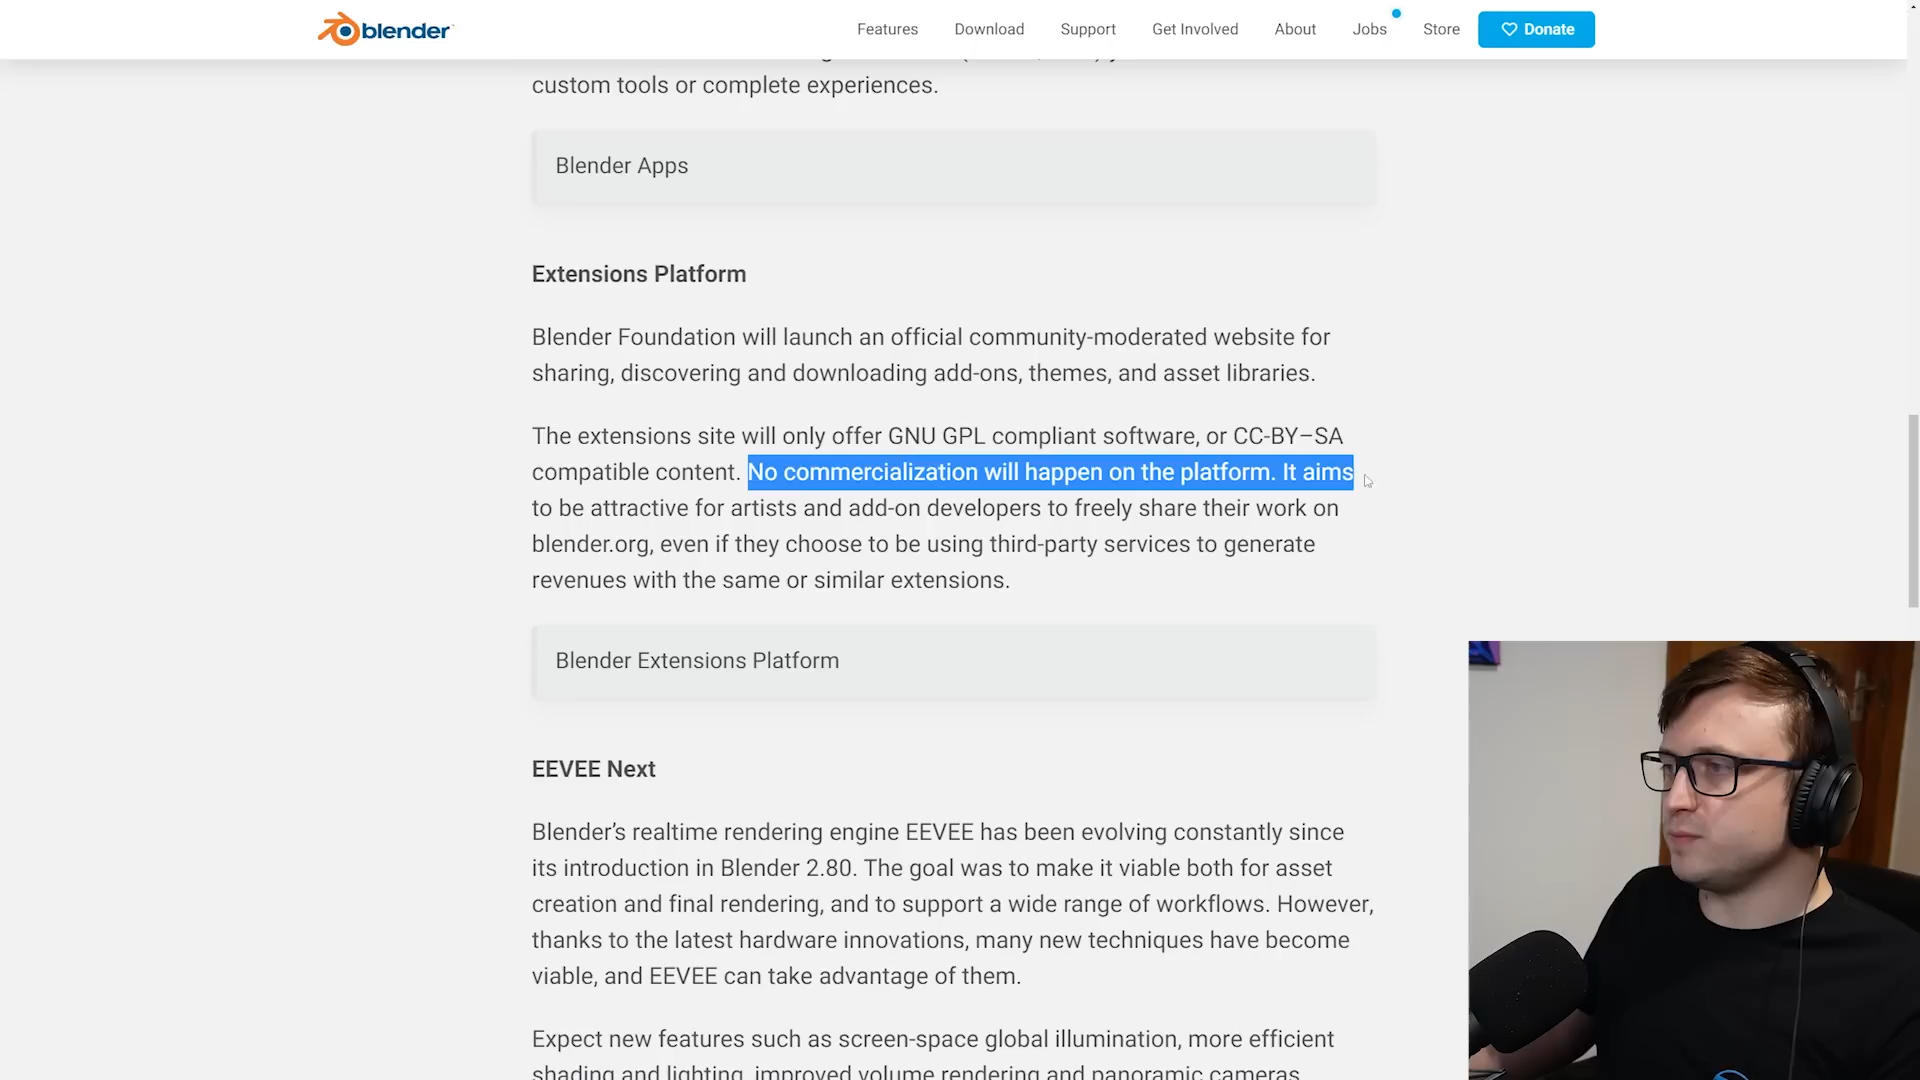 blender
Features Download Support Get Involved About Jobs Store Donate
custom tools or complete experiences.
Blender Apps
Extensions Platform
Blender Foundation will launch an official community-moderated website for
sharing, discovering and downloading add-ons, themes, and asset libraries.
The extensions site will only offer GNU GPL compliant software, or CC-BY–SA
compatible content. No commercialization will happen on the platform. It aims
to be attractive for artists and add-on developers to freely share their work on
blender.org, even if they choose to be using third-party services to generate
revenues with the same or similar extensions.
Blender Extensions Platform
EEVEE Next
Blender’s realtime rendering engine EEVEE has been evolving constantly since
its introduction in Blender 2.80. The goal was to make it viable both for asset
creation and final rendering, and to support a wide range of workflows. However,
thanks to the latest hardware innovations, many new techniques have become
viable, and EEVEE can take advantage of them.
Expect new features such as screen-space global illumination, more efficient
shading and lighting, improved volume rendering and panoramic cameras